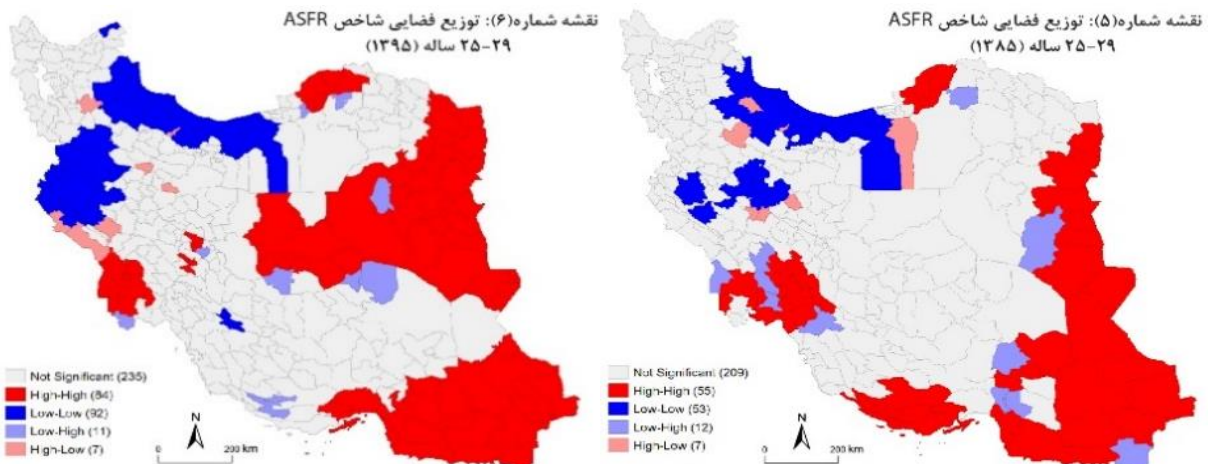 نقشه شماره(۵): توزیع فضایی شاخص ASFR
۲۵-۲۹ ساله (۱۳۸۵)
Not Significant (209)
High-High (55)
Low-Low (53)
Low-High (12)
High-Low (7)
N
0 200 km
نقشه شماره(۶): توزیع فضایی شاخص ASFR
۲۵-۲۹ ساله (۱۳۹۵)
Not Significant (235)
High-High (84)
Low-Low (92)
Low-High (11)
High-Low (7)
N
0 200 km